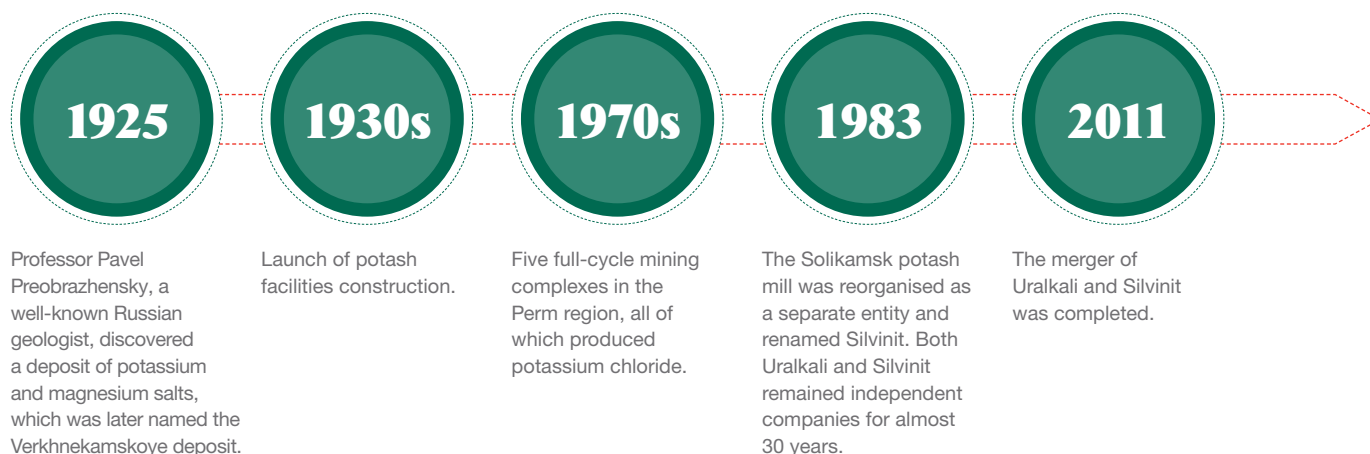 1925
Professor Pavel
Preobrazhensky, a
well-known Russian
geologist, discovered
a deposit of potassium
and magnesium salts,
which was later named the
Verkhnekamskoye deposit.
1930s
Launch of potash
facilities construction.
1970s
Five full-cycle mining
complexes in the
Perm region, all of
which produced
potassium chloride.
1983
The Solikamsk potash
mill was reorganised as
a separate entity and
renamed Silvinit. Both
Uralkali and Silvinit
remained independent
companies for almost
30 years.
2011
The merger of
Uralkali and Silvinit
was completed.